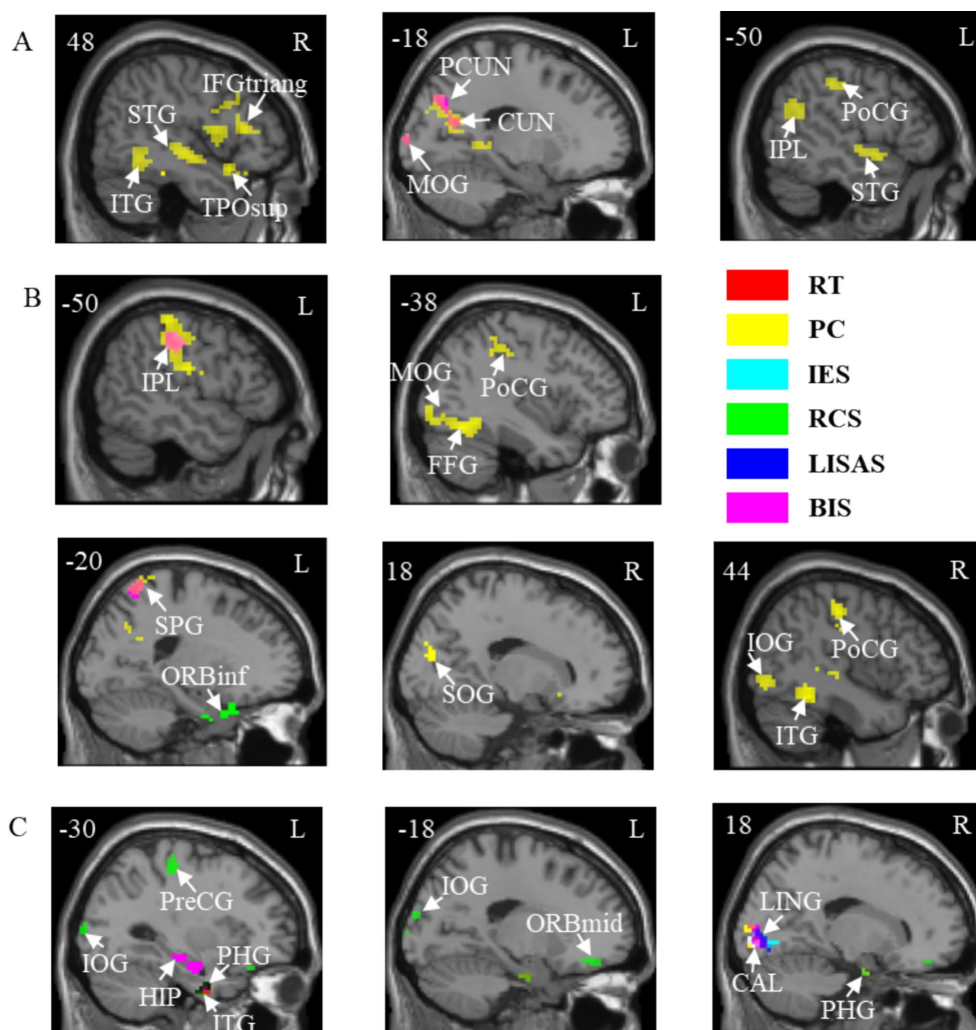 A
48 R
IFGtriang
STG
ITG
TPOsup
-18 L
PCUN
CUN
MOG
-50 L
PoCG
IPL
STG
B
-50 L
IPL
-38 L
MOG
PoCG
FFG
RT
PC
IES
RCS
LISAS
BIS
-20 L
SPG
ORBinf
18 R
SOG
44 R
IOG
PoCG
ITG
C
-30 L
PreCG
IOG
PHG
HIP
ITG
-18 L
IOG
ORBmid
18 R
LING
CAL
PHG